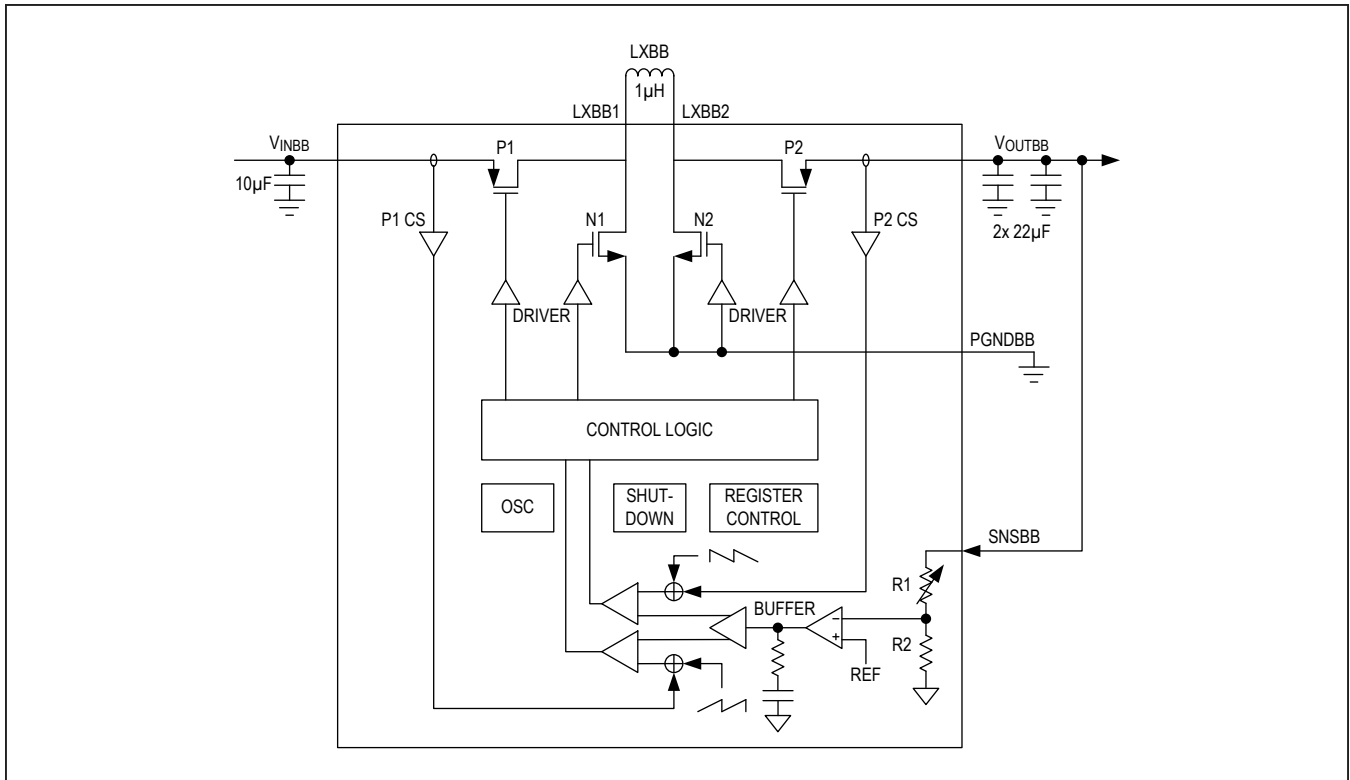 LXBB
1µH
LXBB1
LXBB2
VINBB
P1
P2
VOUTBB
10µF
P1 CS
N1
N2
P2 CS
2x 22µF
DRIVER
DRIVER
PGNDBB
CONTROL LOGIC
OSC
SHUT-
DOWN
REGISTER
CONTROL
SNSBB
R1
BUFFER
R2
REF